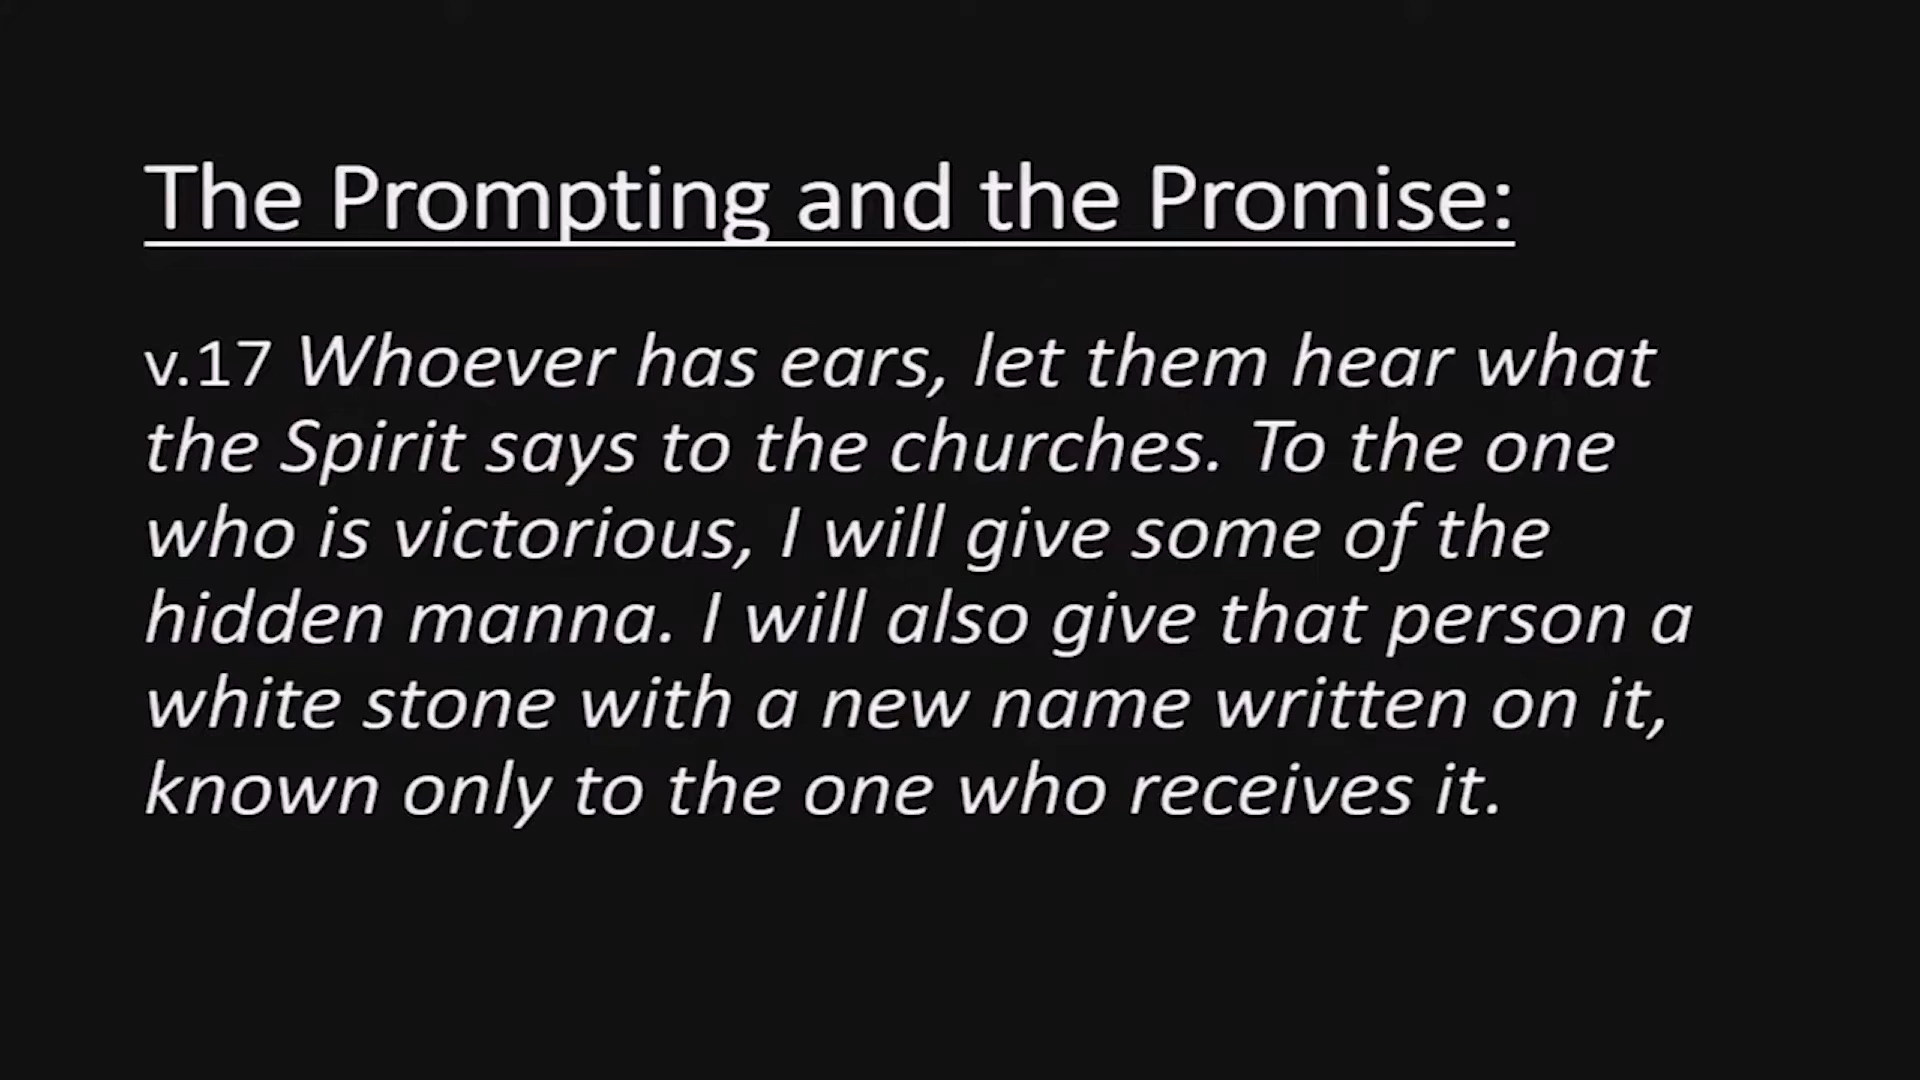 The Prompting and the Promise:
v.17 Whoever has ears, let them hear what
the Spirit says to the churches. To the one
who is victorious, I will give some of the
hidden manna. I will also give that person a
white stone with a new name written on it,
known only to the one who receives it.